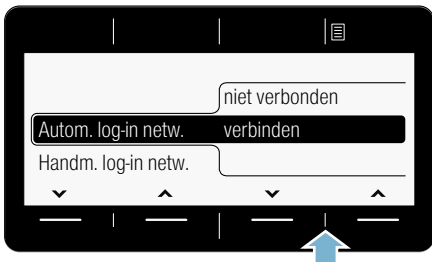 niet verbonden
Autom. log-in netw. verbinden
Handm. log-in netw.